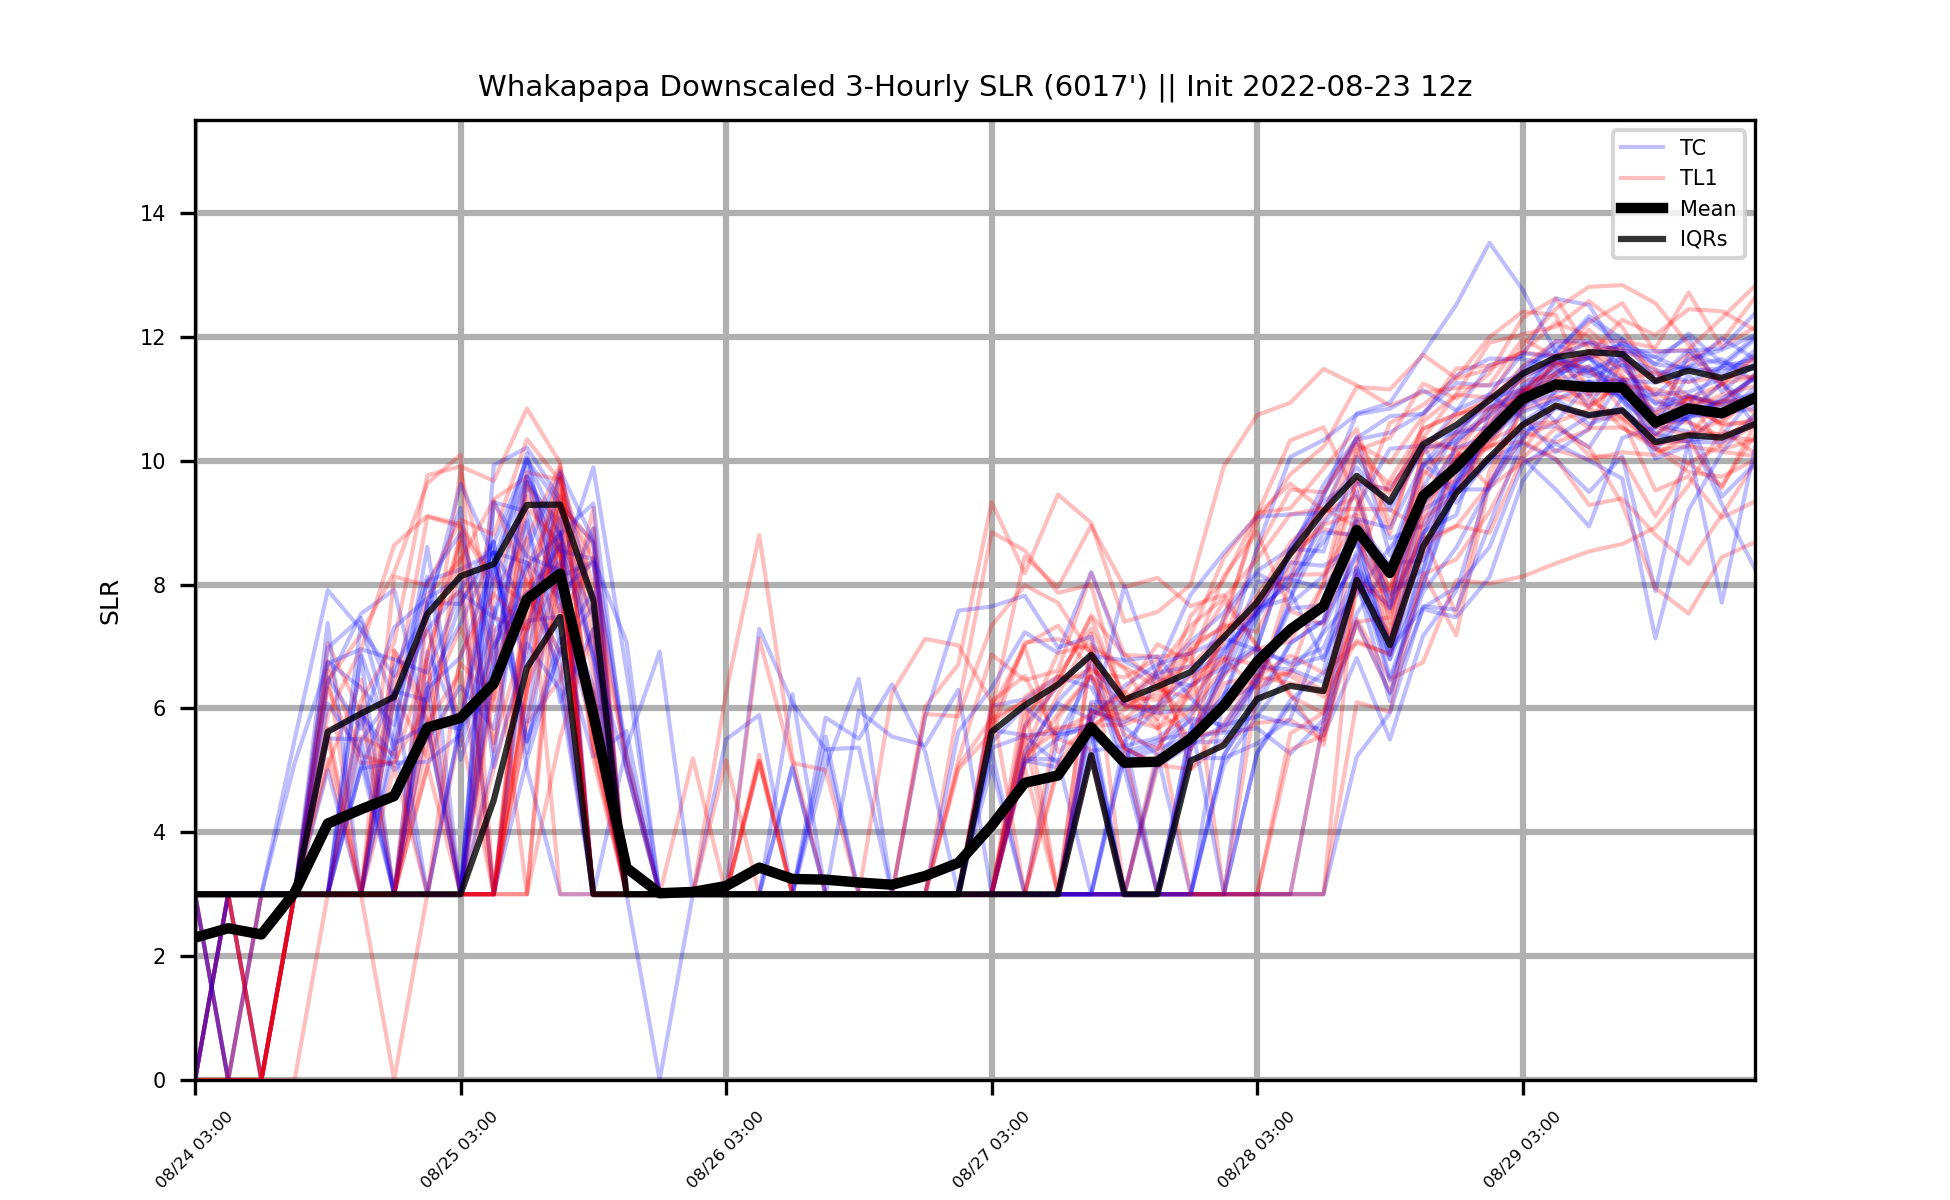 Whakapapa Downscaled 3-Hourly SLR (6017') || Init 2022-08-23 12z
TC
TL1
Mean
IQRs
SLR
14
12
10
8
6
4
2
0
08/24 03:00
08/25 03:00
08/26 03:00
08/27 03:00
08/28 03:00
08/29 03:00